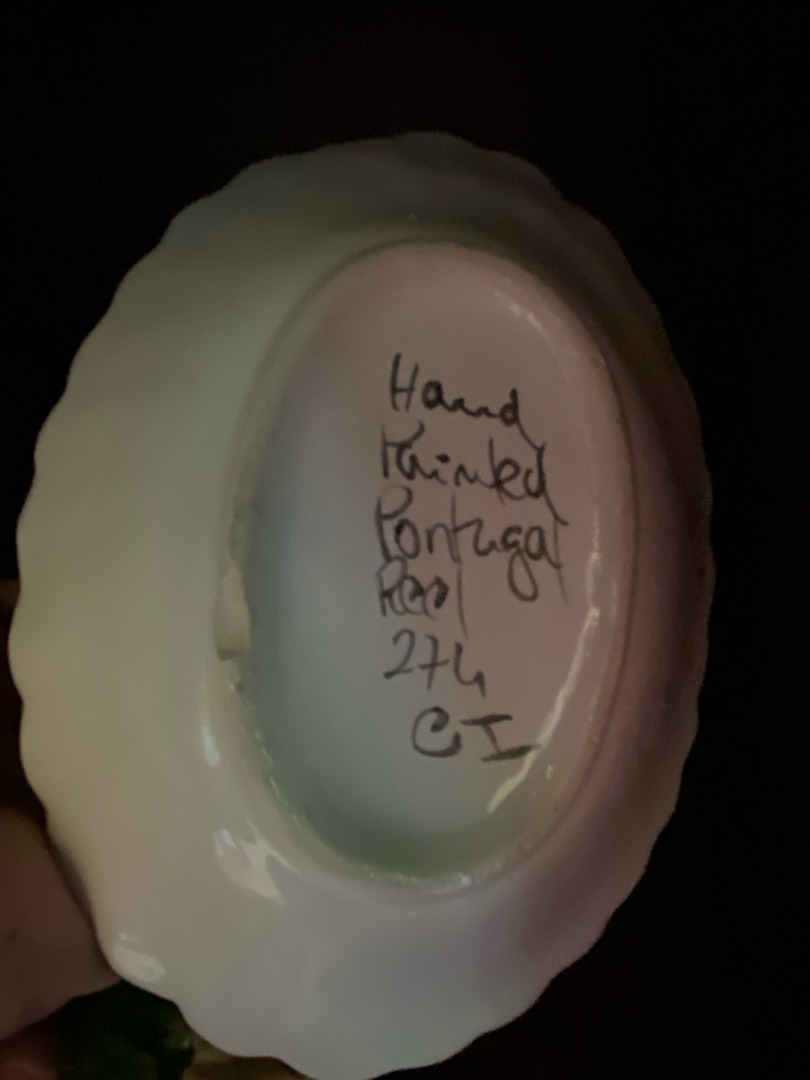 Hand
Painted
Portugal
Real
274
CI